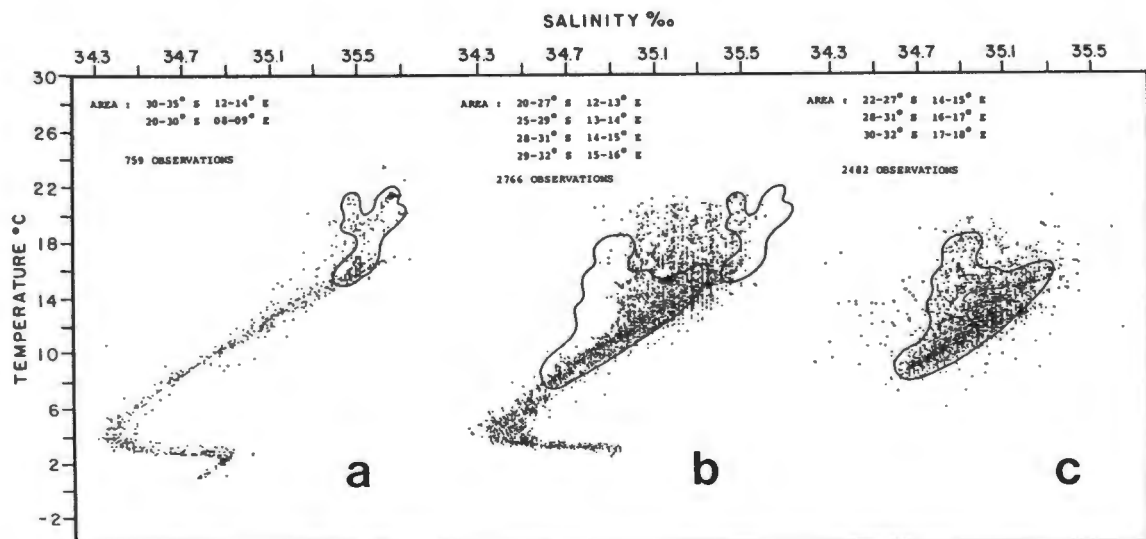 SALINITY ‰
34.3 34.7 35.1 35.5 34.3 34.7 35.1 35.5 34.3 34.7 35.1 35.5
TEMPERATURE °C
30
26
22
18
14
10
6
2
-2
AREA : 30-35° S 12-14° E
20-30° S 08-09° E
759 OBSERVATIONS
a
AREA : 20-27° S 12-13° E
25-29° S 13-14° E
28-31° S 14-15° E
29-32° S 15-16° E
2766 OBSERVATIONS
b
AREA : 22-27° S 14-15° E
28-31° S 16-17° E
30-32° S 17-18° E
2482 OBSERVATIONS
c